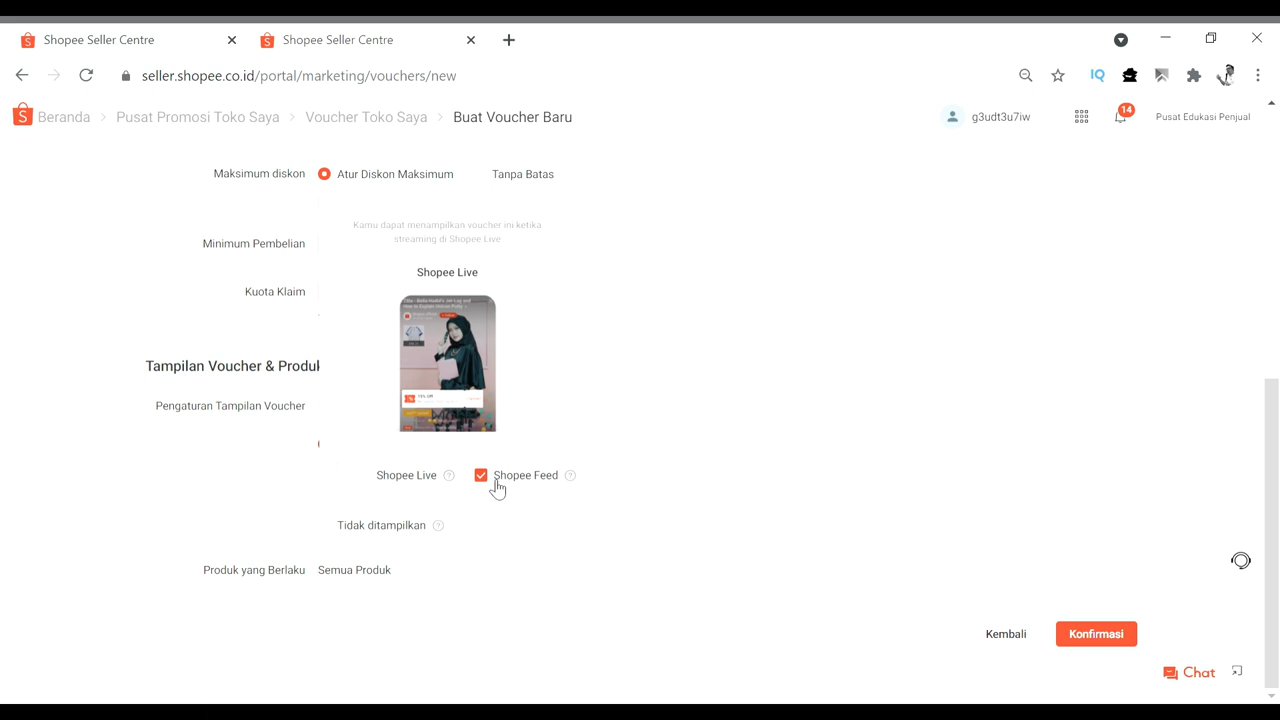 Shopee Seller Centre
Shopee Seller Centre
seller.shopee.co.id/portal/marketing/vouchers/new
IQ
Beranda > Pusat Promosi Toko Saya > Voucher Toko Saya > Buat Voucher Baru
g3udt3u7iw
14
Pusat Edukasi Penjual
Maksimum diskon
Atur Diskon Maksimum
Tanpa Batas
Kamu dapat menampilkan voucher ini ketika
streaming di Shopee Live
Minimum Pembelian
Shopee Live
Kuota Klaim
Tampilan Voucher & Produk
Pengaturan Tampilan Voucher
Shopee Live ?
Shopee Feed ?
Tidak ditampilkan ?
Produk yang Berlaku
Semua Produk
Kembali
Konfirmasi
Chat